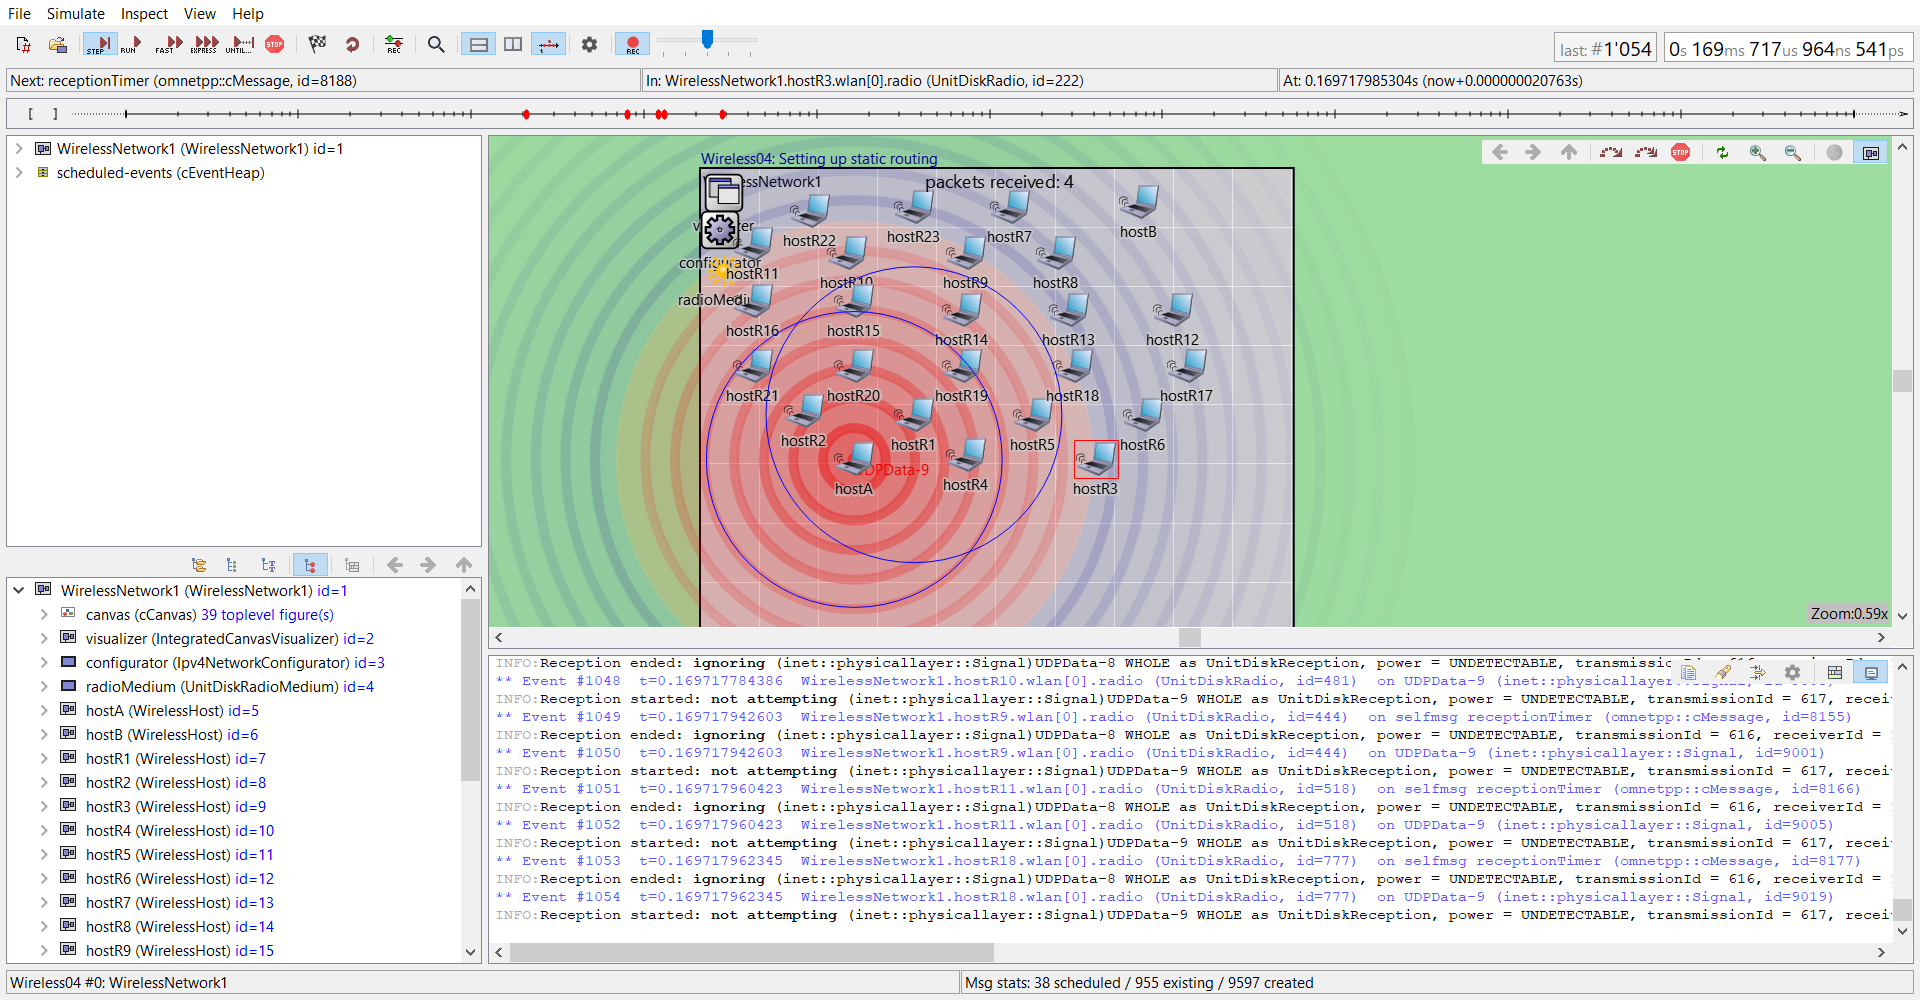 File Simulate Inspect View Help
STEP RUN FAST EXPRESS UNTIL... STOP REC REC last: #1'054 0s 169ms 717us 964ns 541ps
Next: receptionTimer (omnetpp::cMessage, id=8188) In: WirelessNetwork1.hostR3.wlan[0].radio (UnitDiskRadio, id=222) At: 0.169717985304s (now+0.000000020763s)
[ ]
WirelessNetwork1 (WirelessNetwork1) id=1
scheduled-events (cEventHeap)
WirelessNetwork1 (WirelessNetwork1) id=1
canvas (cCanvas) 39 toplevel figure(s)
visualizer (IntegratedCanvasVisualizer) id=2
configurator (Ipv4NetworkConfigurator) id=3
radioMedium (UnitDiskRadioMedium) id=4
hostA (WirelessHost) id=5
hostB (WirelessHost) id=6
hostR1 (WirelessHost) id=7
hostR2 (WirelessHost) id=8
hostR3 (WirelessHost) id=9
hostR4 (WirelessHost) id=10
hostR5 (WirelessHost) id=11
hostR6 (WirelessHost) id=12
hostR7 (WirelessHost) id=13
hostR8 (WirelessHost) id=14
hostR9 (WirelessHost) id=15
Wireless04: Setting up static routing
STOP
essNetwork1 packets received: 4
hostR22 hostR23 hostR7 hostB
configurator hostR11 hostR10 hostR9 hostR8
radioMedi hostR16 hostR15 hostR14 hostR13 hostR12
hostR21 hostR20 hostR19 hostR18 hostR17
hostR2 hostR1 hostR5 hostR6
DPData-9
hostA hostR4 hostR3
Zoom:0.59x
INFO:Reception ended: ignoring (inet::physicallayer::Signal)UDPData-8 WHOLE as UnitDiskReception, power = UNDETECTABLE,
** Event #1048 t=0.169717784386 WirelessNetwork1.hostR10.wlan[0].radio (UnitDiskRadio, id=481) on UDPData-9
INFO:Reception started: not attempting (inet::physicallayer::Signal)UDPData-9 WHOLE as UnitDiskReception, power = UNDETECTABLE, transmissionId = 617, recei
** Event #1049 t=0.169717942603 WirelessNetwork1.hostR9.wlan[0].radio (UnitDiskRadio, id=444) on selfmsg receptionTimer (omnetpp::cMessage, id=8155)
INFO:Reception ended: ignoring (inet::physicallayer::Signal)UDPData-8 WHOLE as UnitDiskReception, power = UNDETECTABLE, transmissionId = 616, receiverId =
** Event #1050 t=0.169717942603 WirelessNetwork1.hostR9.wlan[0].radio (UnitDiskRadio, id=444) on UDPData-9 (inet::physicallayer::Signal, id=9001)
INFO:Reception started: not attempting (inet::physicallayer::Signal)UDPData-9 WHOLE as UnitDiskReception, power = UNDETECTABLE, transmissionId = 617, recei
** Event #1051 t=0.169717960423 WirelessNetwork1.hostR11.wlan[0].radio (UnitDiskRadio, id=518) on selfmsg receptionTimer (omnetpp::cMessage, id=8166)
INFO:Reception ended: ignoring (inet::physicallayer::Signal)UDPData-8 WHOLE as UnitDiskReception, power = UNDETECTABLE, transmissionId = 616, receiverId =
** Event #1052 t=0.169717960423 WirelessNetwork1.hostR11.wlan[0].radio (UnitDiskRadio, id=518) on UDPData-9 (inet::physicallayer::Signal, id=9005)
INFO:Reception started: not attempting (inet::physicallayer::Signal)UDPData-9 WHOLE as UnitDiskReception, power = UNDETECTABLE, transmissionId = 617, recei
** Event #1053 t=0.169717962345 WirelessNetwork1.hostR18.wlan[0].radio (UnitDiskRadio, id=777) on selfmsg receptionTimer (omnetpp::cMessage, id=8177)
INFO:Reception ended: ignoring (inet::physicallayer::Signal)UDPData-8 WHOLE as UnitDiskReception, power = UNDETECTABLE, transmissionId = 616, receiverId =
** Event #1054 t=0.169717962345 WirelessNetwork1.hostR18.wlan[0].radio (UnitDiskRadio, id=777) on UDPData-9 (inet::physicallayer::Signal, id=9019)
INFO:Reception started: not attempting (inet::physicallayer::Signal)UDPData-9 WHOLE as UnitDiskReception, power = UNDETECTABLE, transmissionId = 617, recei
Wireless04 #0: WirelessNetwork1 Msg stats: 38 scheduled / 955 existing / 9597 created